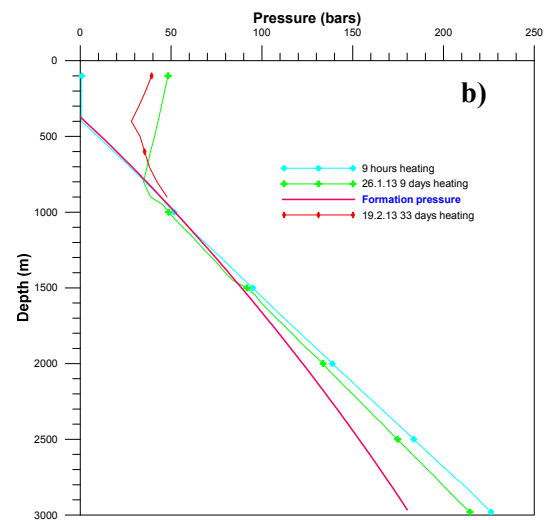 Pressure (bars)
0 50 100 150 200 250
0
500
1000
1500
2000
2500
3000
Depth (m)
b)
9 hours heating
26.1.13 9 days heating
Formation pressure
19.2.13 33 days heating